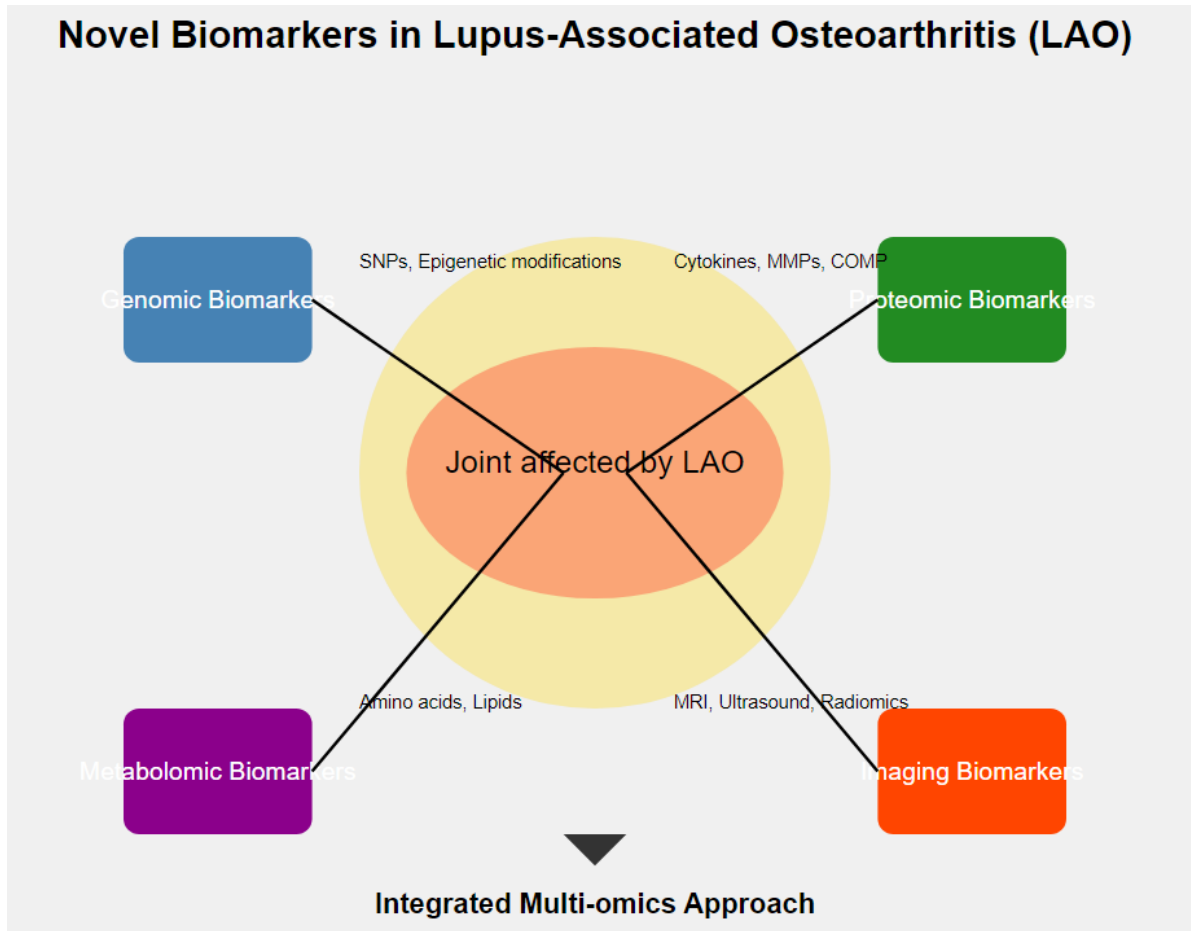 Novel Biomarkers in Lupus-Associated Osteoarthritis (LAO)
SNPs, Epigenetic modifications
Cytokines, MMPs, COMP
Genomic Biomarkers
Proteomic Biomarkers
Joint affected by LAO
Amino acids, Lipids
MRI, Ultrasound, Radiomics
Metabolomic Biomarkers
Imaging Biomarkers
Integrated Multi-omics Approach